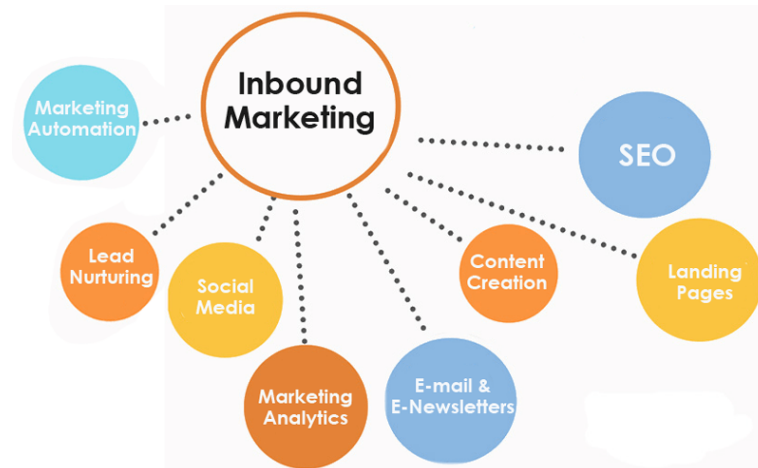 Inbound
Marketing
Marketing
Automation
SEO
Lead
Nurturing
Social
Media
Content
Creation
Landing
Pages
Marketing
Analytics
E-mail &
E-Newsletters